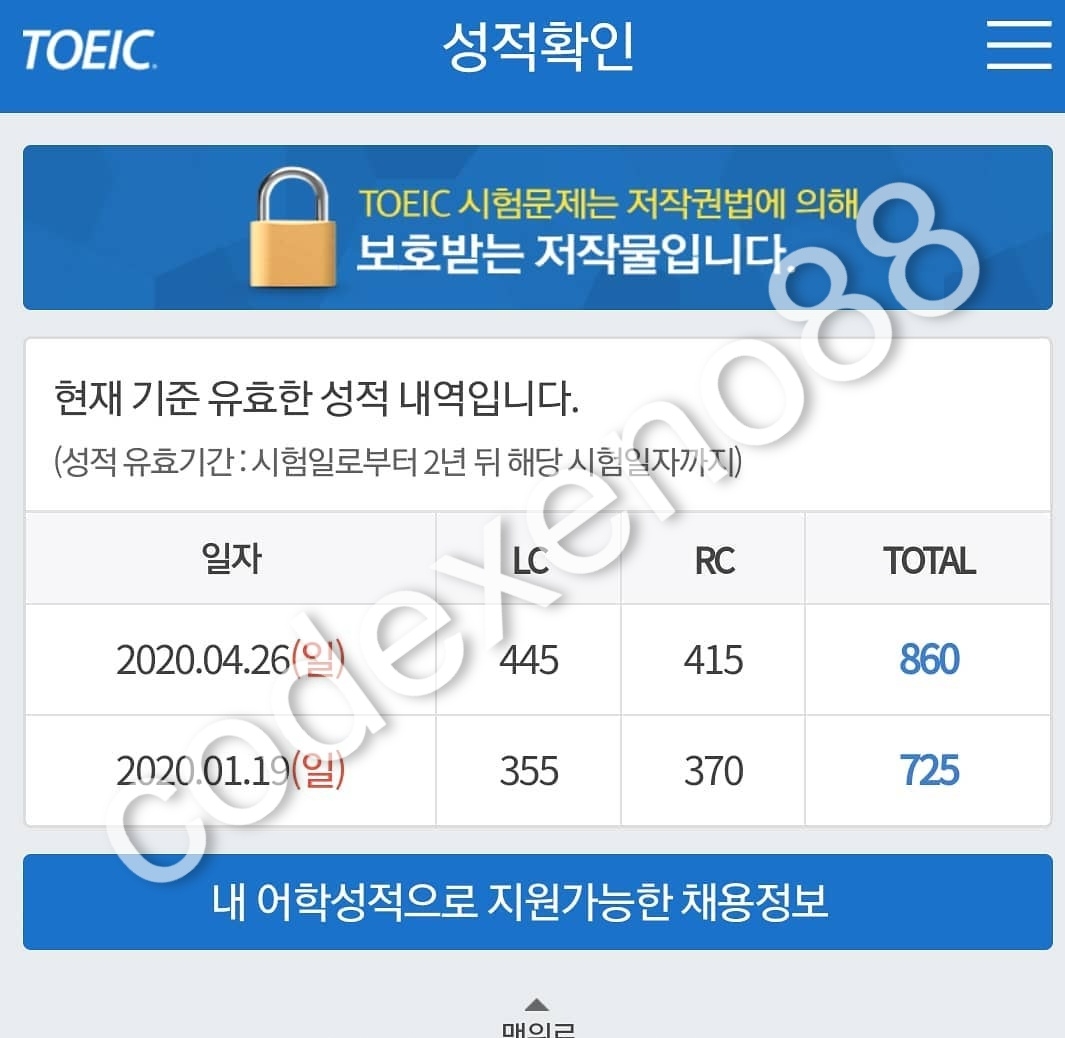 TOEIC 성적확인
TOEIC 시험문제는 저작권법에 의해
보호받는 저작물입니다.
현재 기준 유효한 성적 내역입니다.
(성적 유효기간 : 시험일로부터 2년 뒤 해당 시험일자까지)
일자 LC RC TOTAL
2020.04.26(일) 445 415 860
2020.01.19(일) 355 370 725
내 어학성적으로 지원가능한 채용정보
맨위로
codexeno88